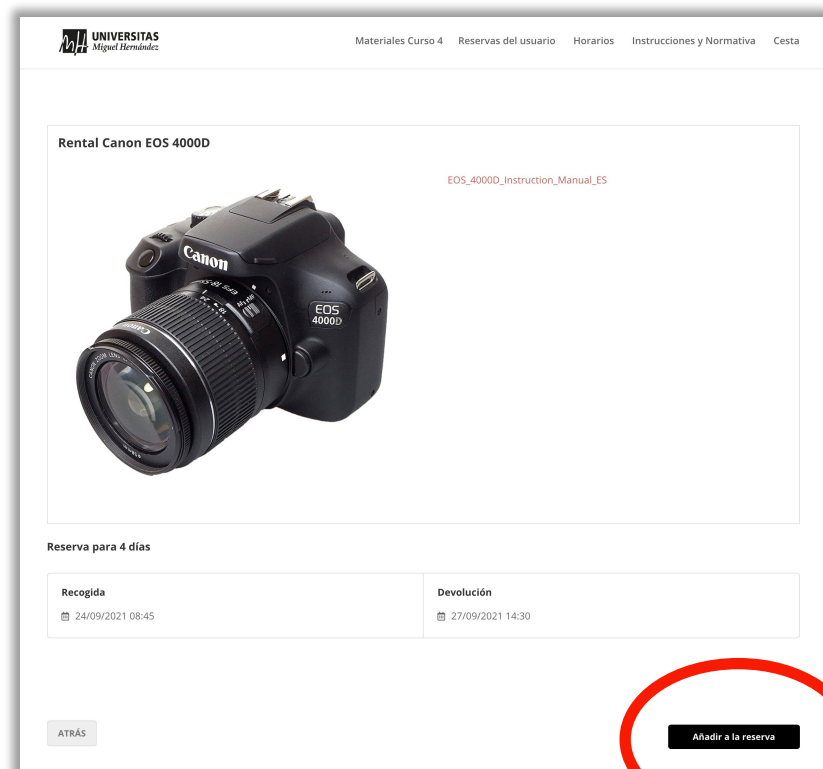 UNIVERSITAS
Miguel Hernández
Materiales Curso 4 Reservas del usuario Horarios Instrucciones y Normativa Cesta
Rental Canon EOS 4000D
EOS_4000D_Instruction_Manual_ES
Canon
EOS
4000D
Reserva para 4 días
Recogida
24/09/2021 08:45
Devolución
27/09/2021 14:30
ATRÁS
Añadir a la reserva